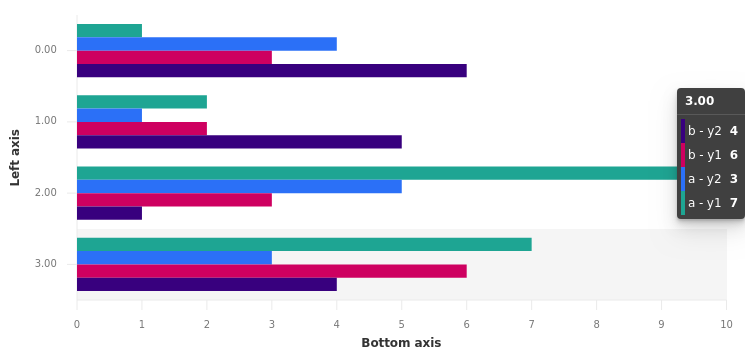 0.00
1.00
2.00
3.00
Left axis
0 1 2 3 4 5 6 7 8 9 10
Bottom axis
3.00
b - y2 4
b - y1 6
a - y2 3
a - y1 7